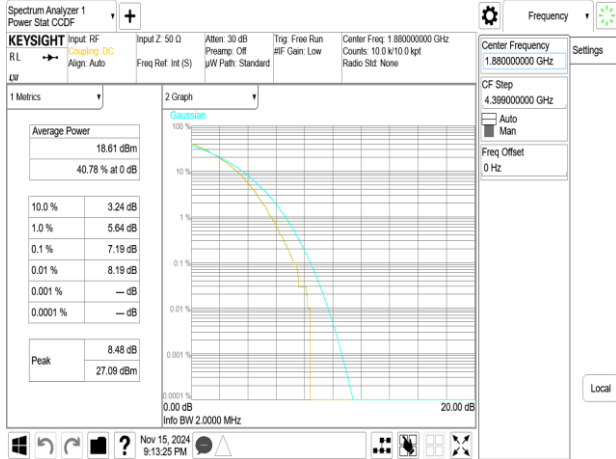 Spectrum Analyzer 1
Power Stat CCDF
Frequency
KEYSIGHT
RL
Input: RF
Coupling: DC
Align: Auto
Input Z: 50 Ω
Freq Ref: Int (S)
Atten: 30 dB
Preamp: Off
µW Path: Standard
Trig: Free Run
#IF Gain: Low
Center Freq: 1.880000000 GHz
Counts: 10.0 k/10.0 kpt
Radio Std: None
Center Frequency
1.880000000 GHz
Settings
CF Step
4.399000000 GHz
Auto
Man
Freq Offset
0 Hz
Local
1 Metrics
Average Power
18.61 dBm
40.78 % at 0 dB
10.0 % 3.24 dB
1.0 % 5.64 dB
0.1 % 7.19 dB
0.01 % 8.19 dB
0.001 % --- dB
0.0001 % --- dB
Peak
8.48 dB
27.09 dBm
2 Graph
Gaussian
100 %
10 %
1 %
0.1 %
0.01 %
0.001 %
0.0001 %
0.00 dB 20.00 dB
Info BW 2.0000 MHz
?
Nov 15, 2024
9:13:25 PM